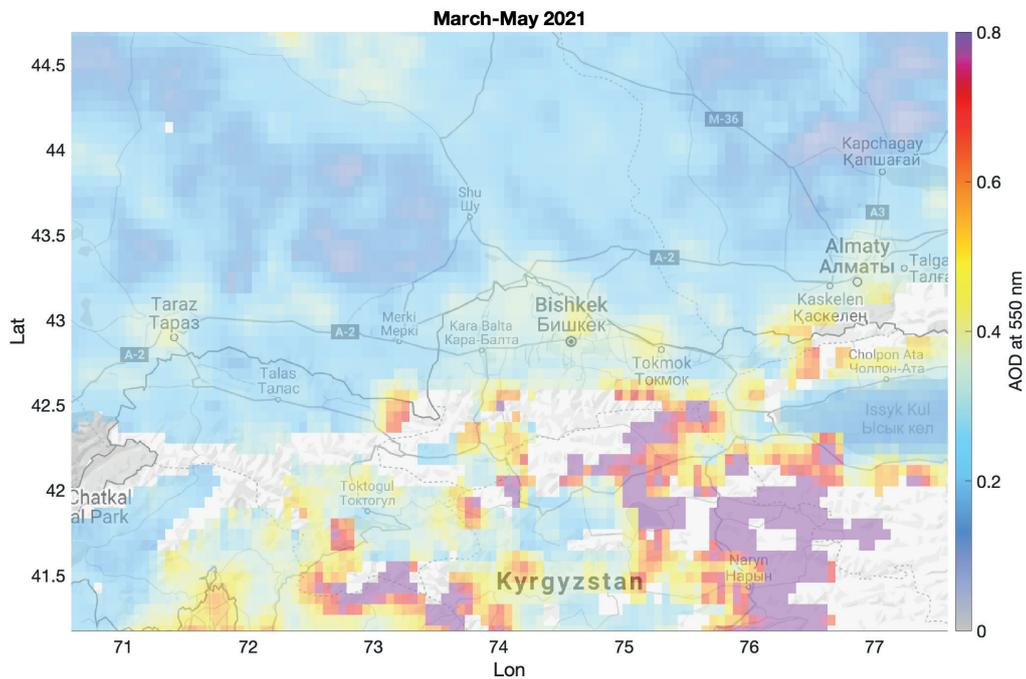 March-May 2021
0.8
44.5
M-36
44
Kapchagay
Қапшағай
0.6
Shu
Шу
A3
43.5
Almaty
Алматы
A-2
Talga
Талғ
Taraz
Тараз
Bishkek
Бишкек
Kaskelen
Қаскелең
43
Merki
Меркі
Kara Balta
Кара-Балта
A-2
0.4
A-2
Cholpon Ata
Чолпон-Ата
Tokmok
Токмок
Talas
Талас
42.5
Issyk Kul
Ысык көл
Toktogul
Токтогул
0.2
42
Chatkal
al Park
Naryn
Нарын
41.5
Kyrgyzstan
0
71
72
73
74
75
76
77
Lat
Lon
AOD at 550 nm